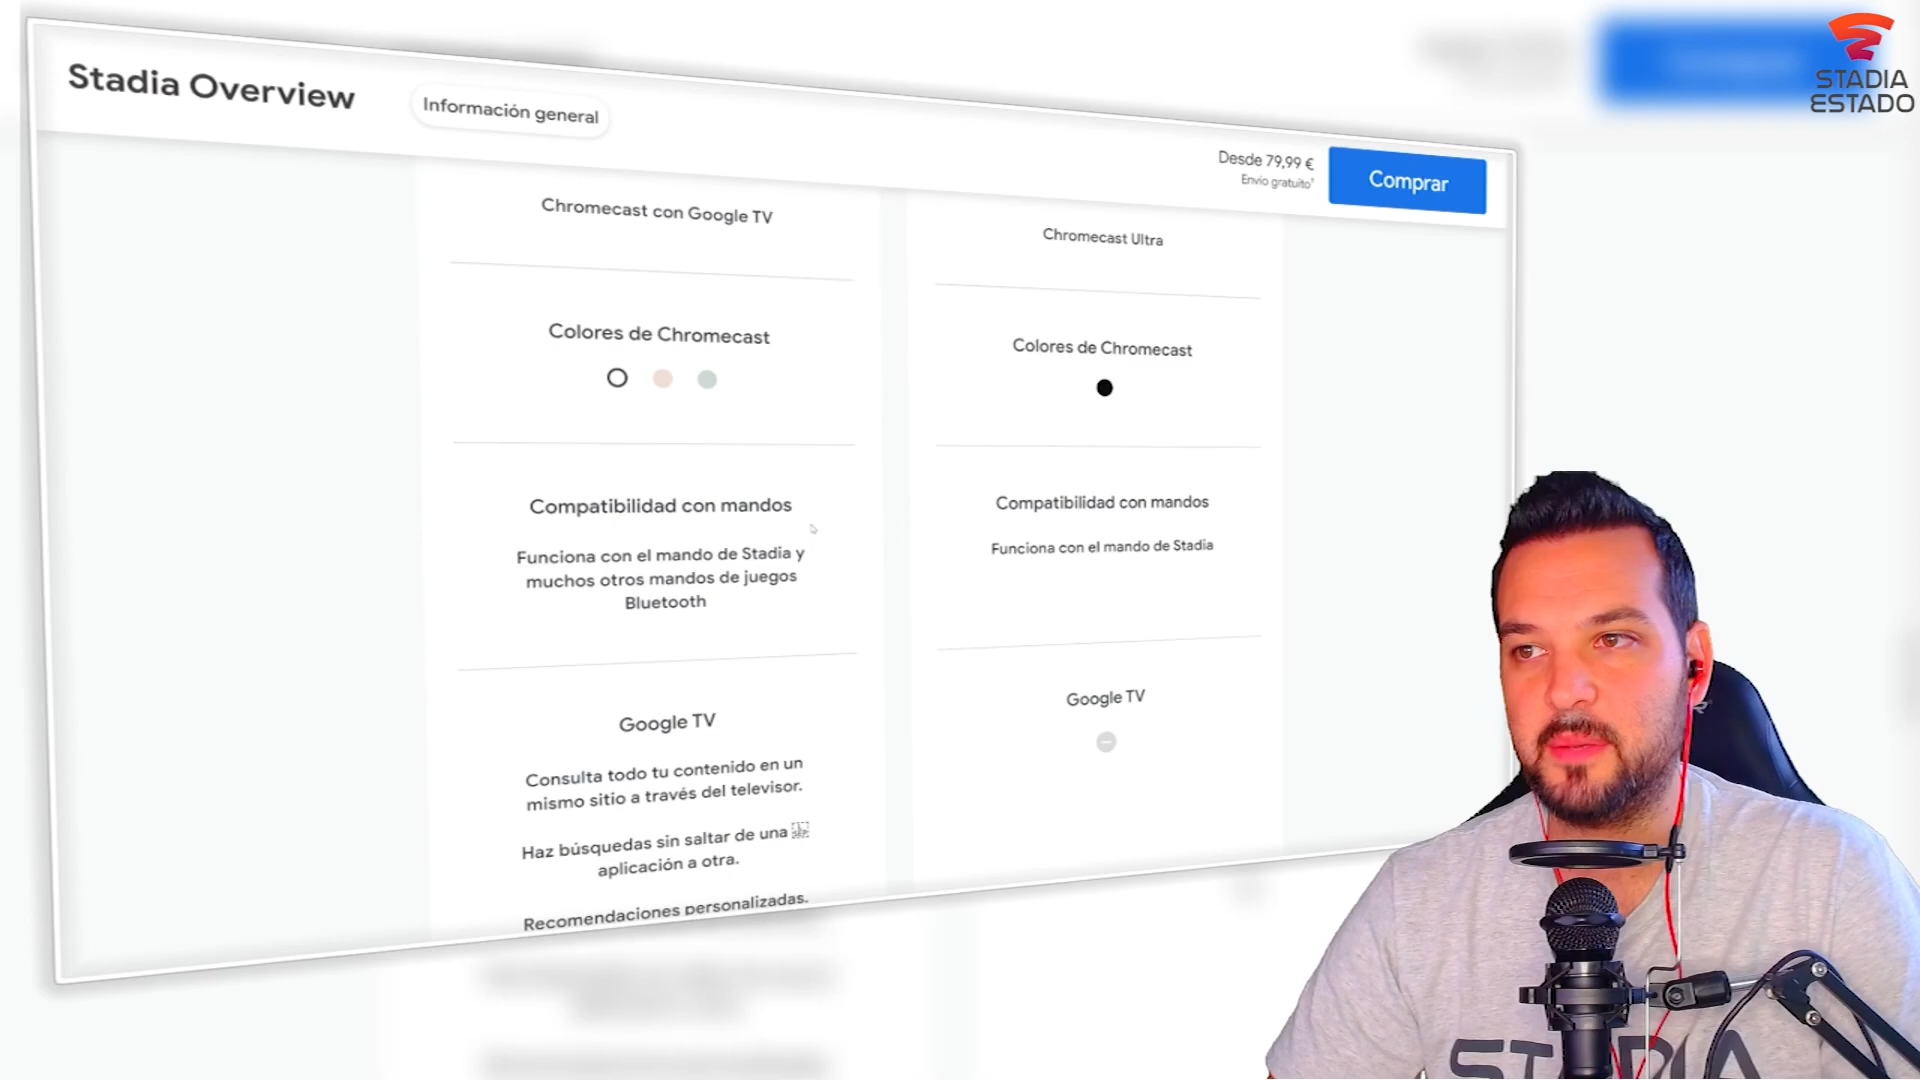 Stadia Overview
Información general
Desde 79,99 €
Envío gratuito¹
Comprar
STADIA
ESTADO
Chromecast con Google TV
Colores de Chromecast
Compatibilidad con mandos
Funciona con el mando de Stadia y
muchos otros mandos de juegos
Bluetooth
Google TV
Consulta todo tu contenido en un
mismo sitio a través del televisor.
Haz búsquedas sin saltar de una
aplicación a otra.
Recomendaciones personalizadas.
Chromecast Ultra
Colores de Chromecast
Compatibilidad con mandos
Funciona con el mando de Stadia
Google TV
STADIA